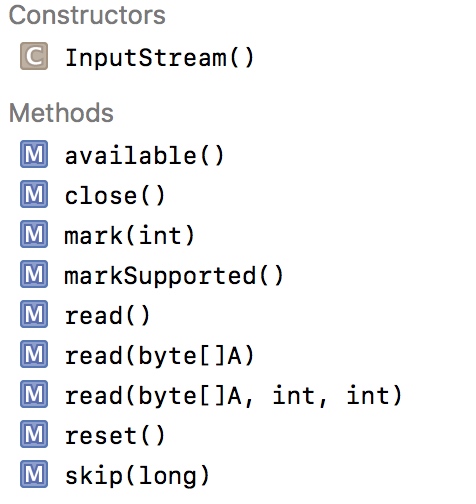 Constructors
C InputStream()
Methods
M available()
M close()
M mark(int)
M markSupported()
M read()
M read(byte[]A)
M read(byte[]A, int, int)
M reset()
M skip(long)